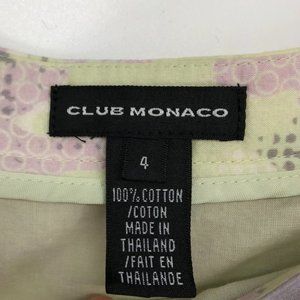 CLUB MONACO
4
100% COTTON
/COTON
MADE IN
THAILAND
/FAIT EN
THAILANDE